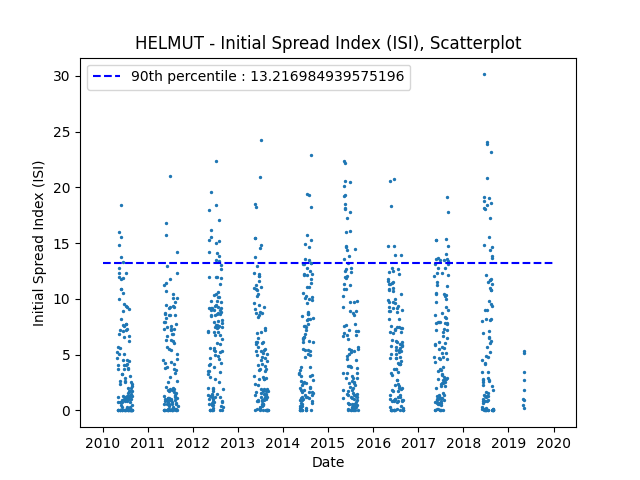 HELMUT - Initial Spread Index (ISI), Scatterplot
90th percentile : 13.216984939575196
30
25
20
15
10
5
0
Initial Spread Index (ISI)
2010 2011 2012 2013 2014 2015 2016 2017 2018 2019 2020
Date